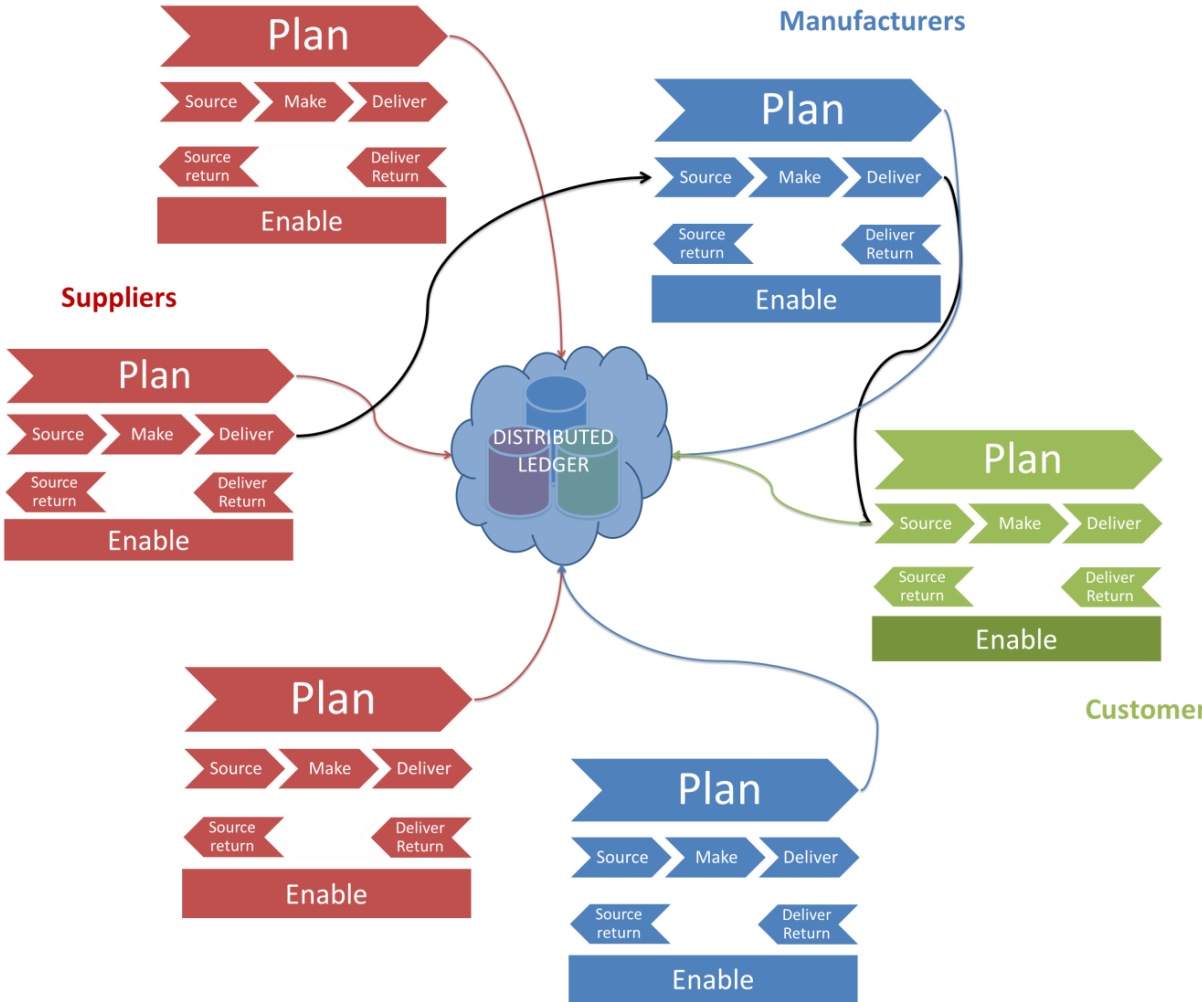 Plan
Source Make Deliver
Source
return
Deliver
Return
Enable
Manufacturers
Plan
Source Make Deliver
Source
return
Deliver
Return
Enable
Suppliers
Plan
Source Make Deliver
Source
return
Deliver
Return
Enable
DISTRIBUTED
LEDGER
Plan
Source Make Deliver
Source
return
Deliver
Return
Enable
Customer
Plan
Source Make Deliver
Source
return
Deliver
Return
Enable
Plan
Source Make Deliver
Source
return
Deliver
Return
Enable